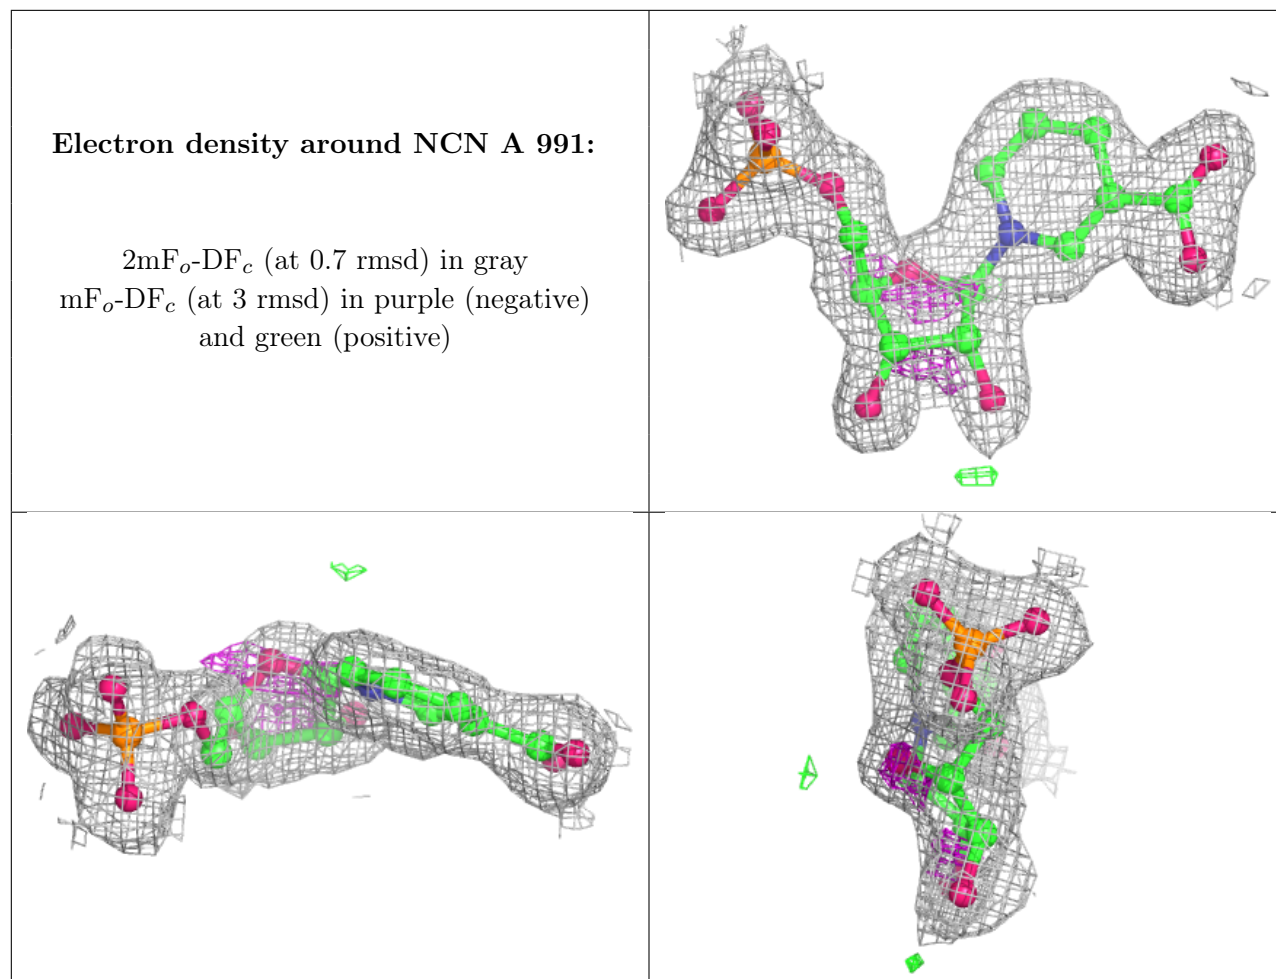 Electron density around NCN A 991:
2mFo-DFc (at 0.7 rmsd) in gray
mFo-DFc (at 3 rmsd) in purple (negative)
and green (positive)